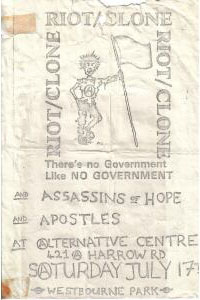 RIOT/CLONE
RIOT/CLONE
RIOT/CLONE
There's no Government
Like NO GOVERNMENT
AND ASSASSINS OF HOPE
AND APOSTLES
AT ALTERNATIVE CENTRE
421A HARROW RD
SATURDAY JULY 17th
WESTBOURNE PARK